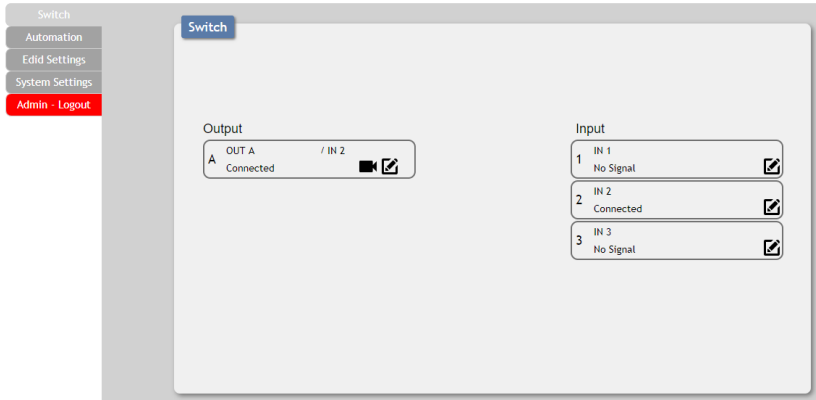 Switch
Automation
Edid Settings
System Settings
Admin - Logout
Switch
Output
A
OUT A / IN 2
Connected
Input
1
IN 1
No Signal
2
IN 2
Connected
3
IN 3
No Signal